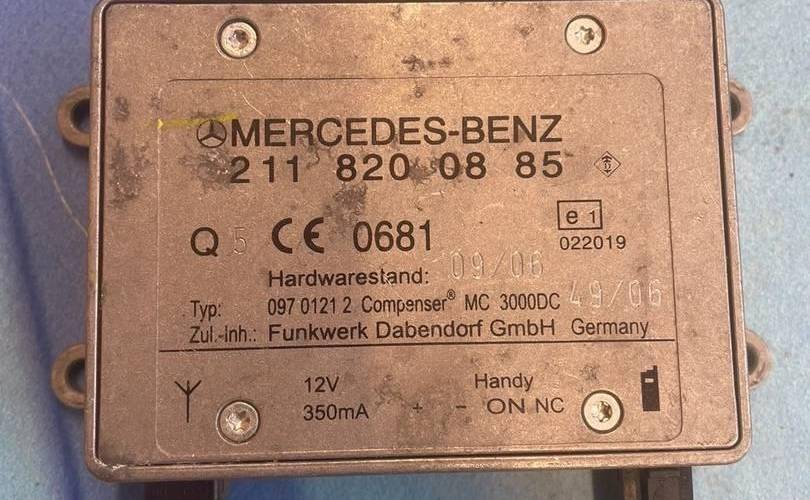 MERCEDES-BENZ
211 820 08 85
Q 5 CE 0681
e 1
022019
Hardwarestand: 09/06
Typ: 097 0121 2 Compenser® MC 3000DC 49/06
Zul.-inh.: Funkwerk Dabendorf GmbH Germany
12V Handy
350mA + - ON NC